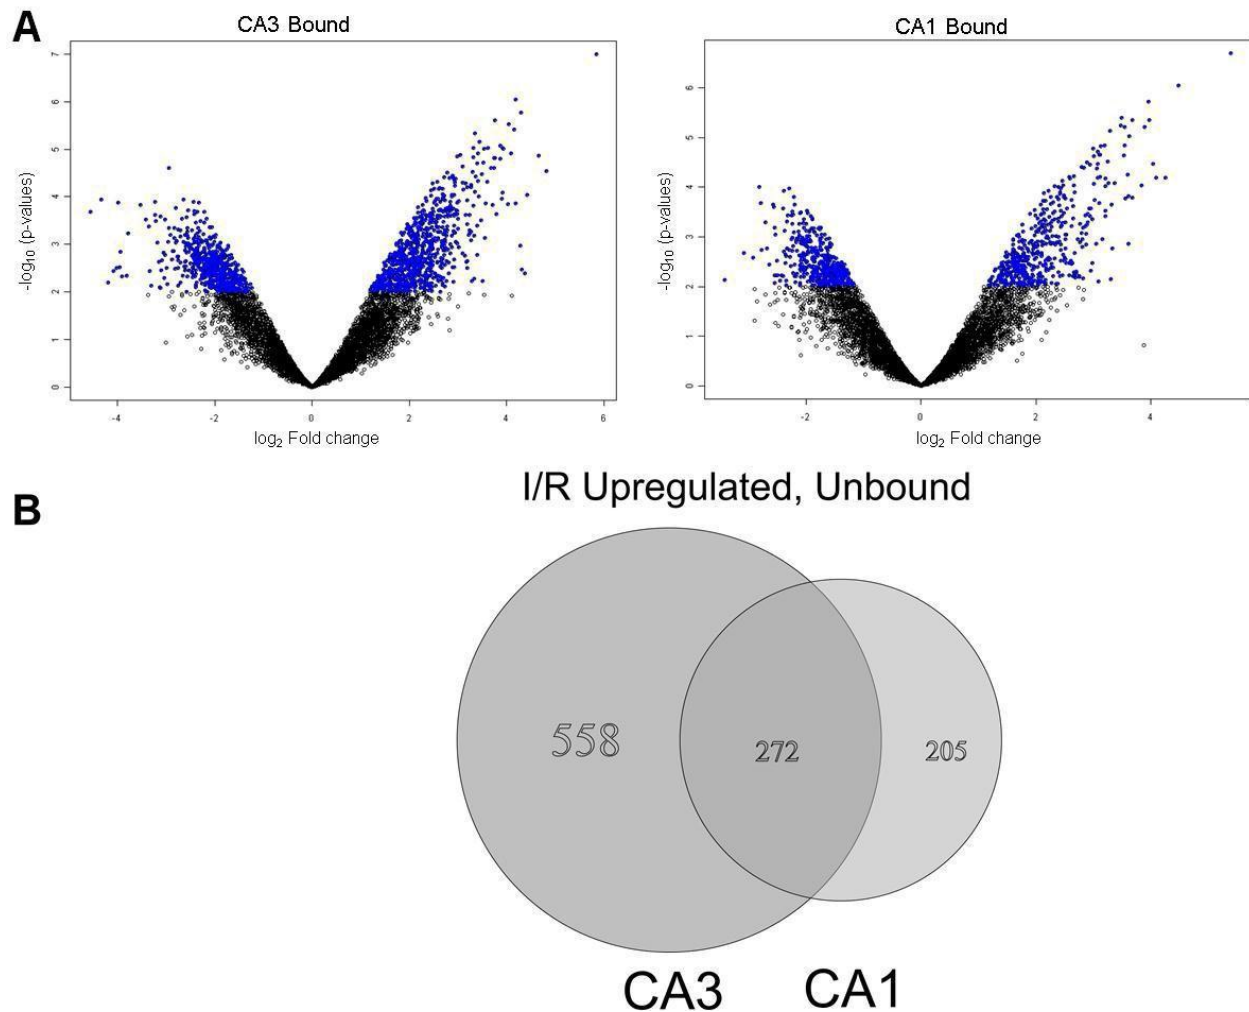 A
CA3 Bound
CA1 Bound
7
6
5
4
3
2
1
0
-log10 (p-values)
-4
-2
0
2
4
6
log2 Fold change
6
5
4
3
2
1
0
-log10 (p-values)
-2
0
2
4
log2 Fold change
B
I/R Upregulated, Unbound
558
272
205
CA3
CA1